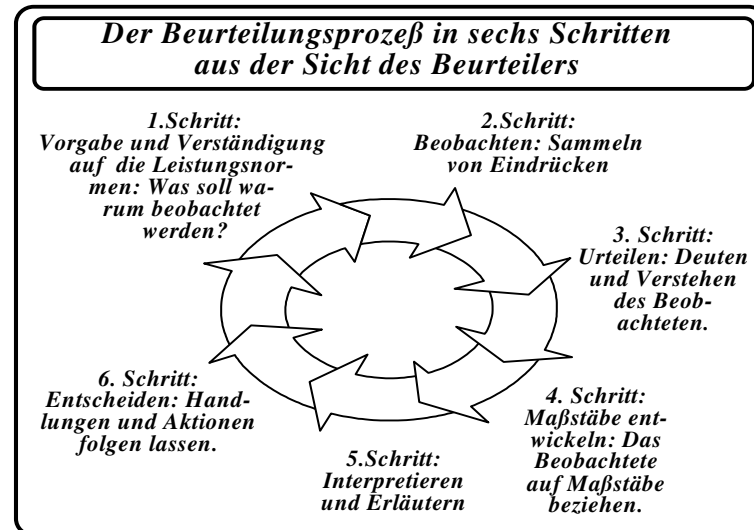 Der Beurteilungsprozeß in sechs Schritten
aus der Sicht des Beurteilers
1.Schritt:
Vorgabe und Verständigung
auf die Leistungsnor-
men: Was soll wa-
rum beobachtet
werden?
2.Schritt:
Beobachten: Sammeln
von Eindrücken
3. Schritt:
Urteilen: Deuten
und Verstehen
des Beob-
achteten.
4. Schritt:
Maßstäbe ent-
wickeln: Das
Beobachtete
auf Maßstäbe
beziehen.
5.Schritt:
Interpretieren
und Erläutern
6. Schritt:
Entscheiden: Hand-
lungen und Aktionen
folgen lassen.